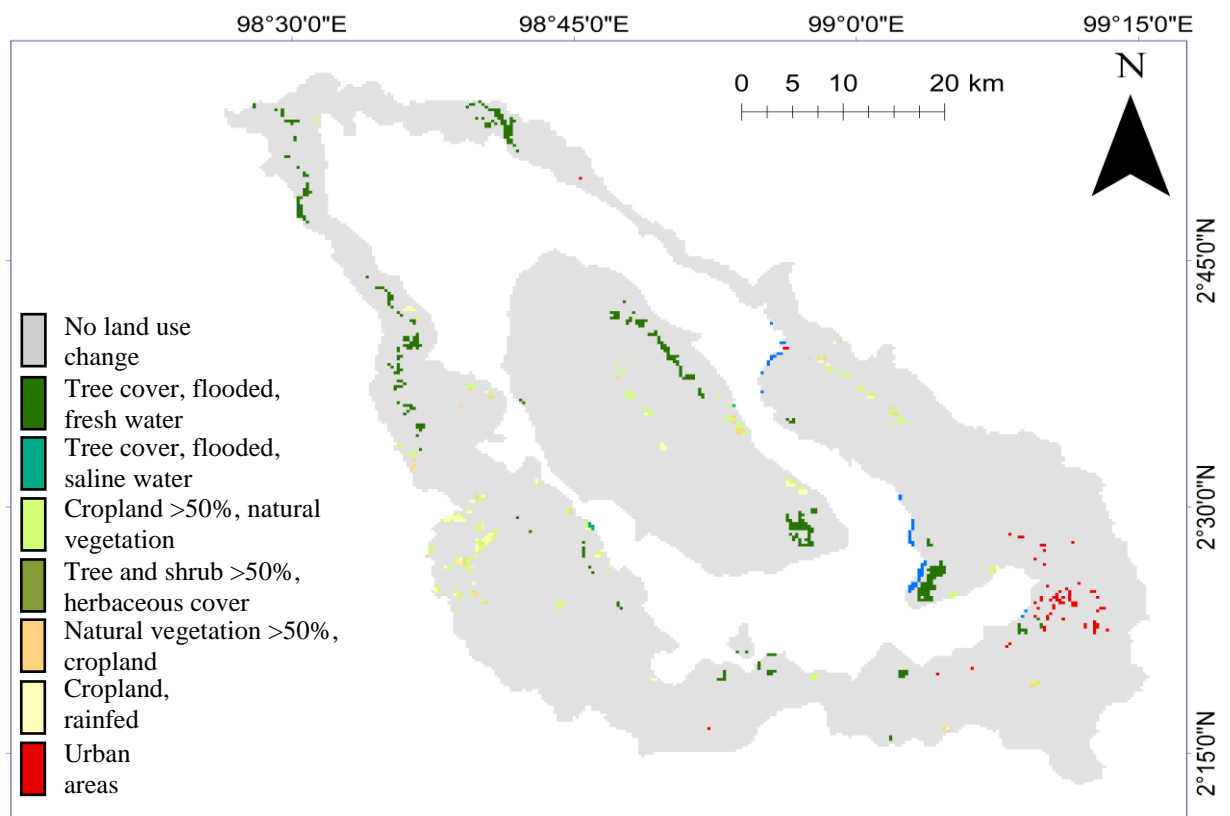 98°30'0"E 98°45'0"E 99°0'0"E 99°15'0"E
0 5 10 20 km
N
2°45'0"N
2°30'0"N
2°15'0"N
No land use
change
Tree cover, flooded,
fresh water
Tree cover, flooded,
saline water
Cropland >50%, natural
vegetation
Tree and shrub >50%,
herbaceous cover
Natural vegetation >50%,
cropland
Cropland,
rainfed
Urban
areas